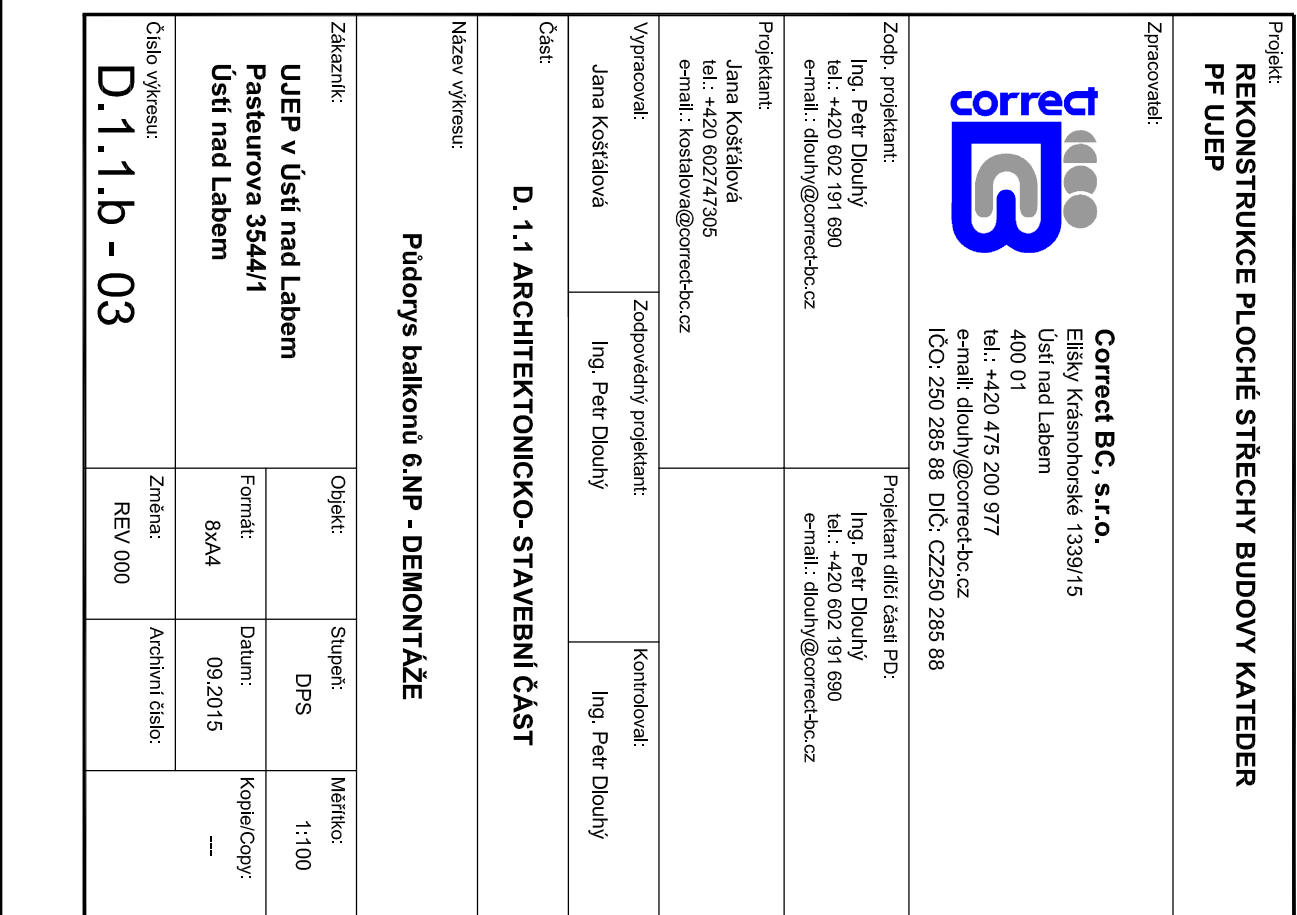 Projekt:
REKONSTRUKCE PLOCHÉ STŘECHY BUDOVY KATEDER
PF UJEP
Zpracovatel:
correct
Correct BC, s.r.o.
Elišky Krásnohorské 1339/15
Ústí nad Labem
400 01
tel.: +420 475 200 977
e-mail: dlouhy@correct-bc.cz
IČO: 250 285 88 DIČ: CZ250 285 88
Zodp. projektant:
Ing. Petr Dlouhý
tel.: +420 602 191 690
e-mail.: dlouhy@correct-bc.cz
Projektant dílčí části PD:
Ing. Petr Dlouhý
tel.: +420 602 191 690
e-mail.: dlouhy@correct-bc.cz
Projektant:
Jana Košťálová
tel.: +420 602747305
e-mail.: kostalova@correct-bc.cz
Vypracoval:
Jana Košťálová
Zodpovědný projektant:
Ing. Petr Dlouhý
Kontroloval:
Ing. Petr Dlouhý
Část:
D. 1.1 ARCHITEKTONICKO- STAVEBNÍ ČÁST
Název výkresu:
Půdorys balkonů 6.NP - DEMONTÁŽE
Zákazník:
UJEP v Ústí nad Labem
Pasteurova 3544/1
Ústí nad Labem
Objekt:
Stupeň:
DPS
Měřítko:
1:100
Formát:
8xA4
Datum:
09.2015
Kopie/Copy:
---
Číslo výkresu:
D.1.1.b - 03
Změna:
REV 000
Archivní číslo: